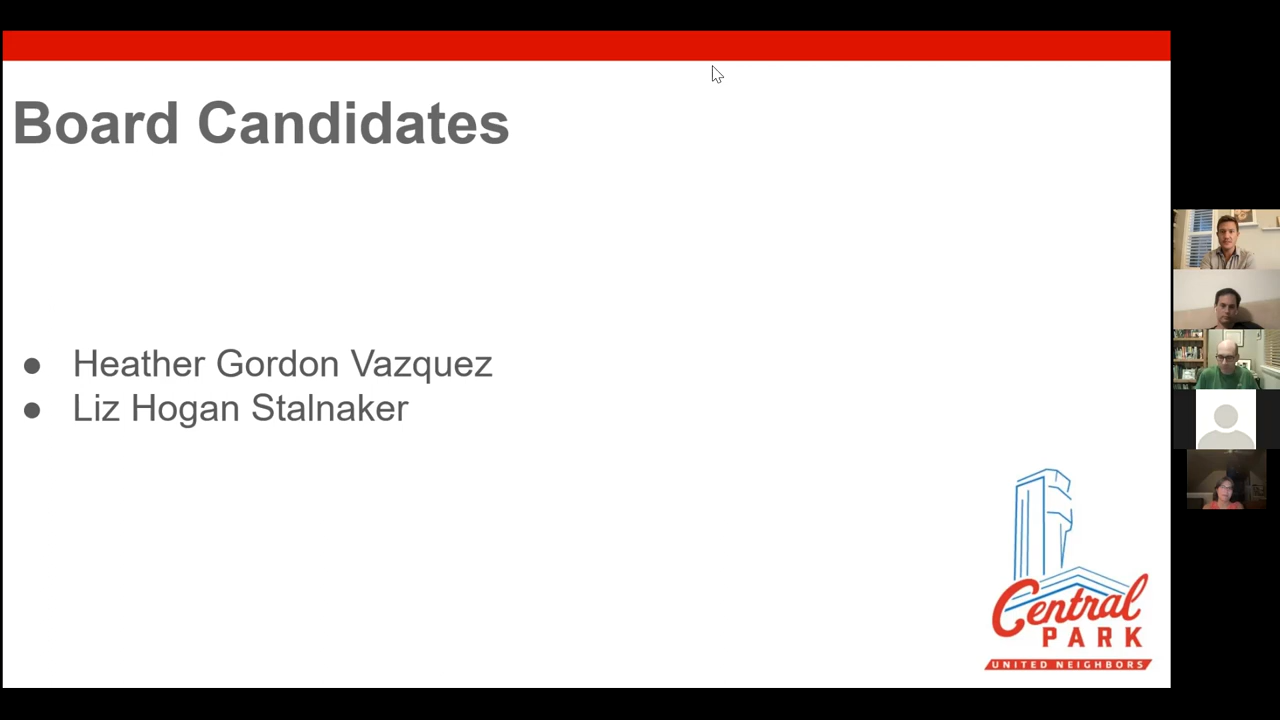 Board Candidates
● Heather Gordon Vazquez
● Liz Hogan Stalnaker
Central
PARK
UNITED NEIGHBORS